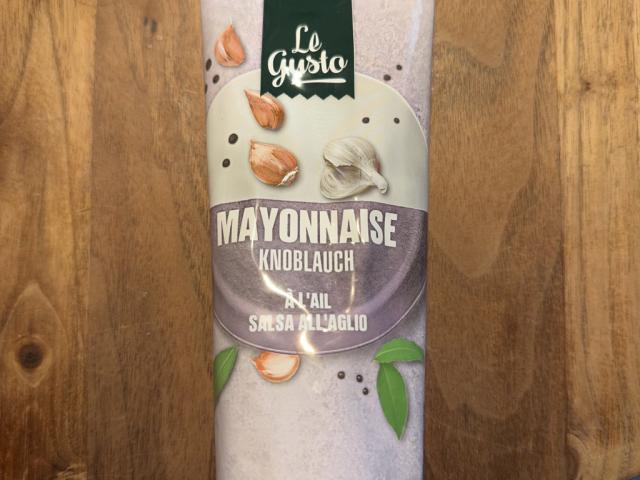 Le
Gusto
MAYONNAISE
KNOBLAUCH
À L'AIL
SALSA ALL'AGLIO